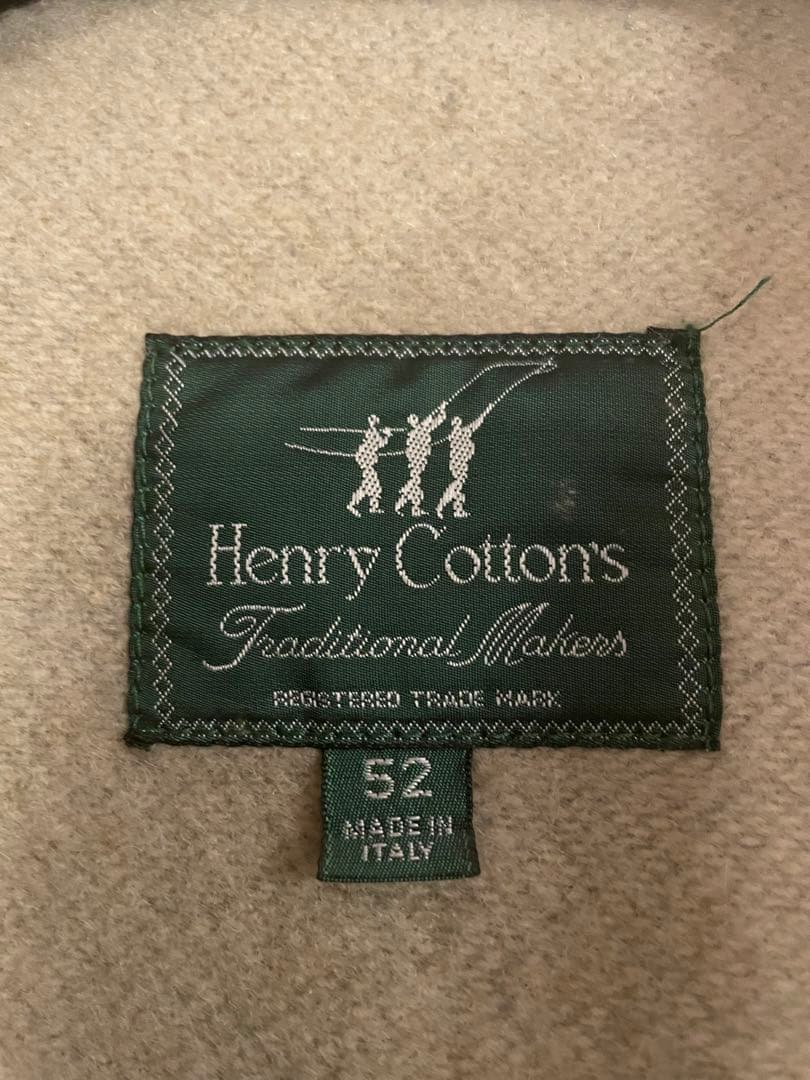 Henry Cotton's
Traditional Makers
REGISTERED TRADE MARK
52
MADE IN
ITALY